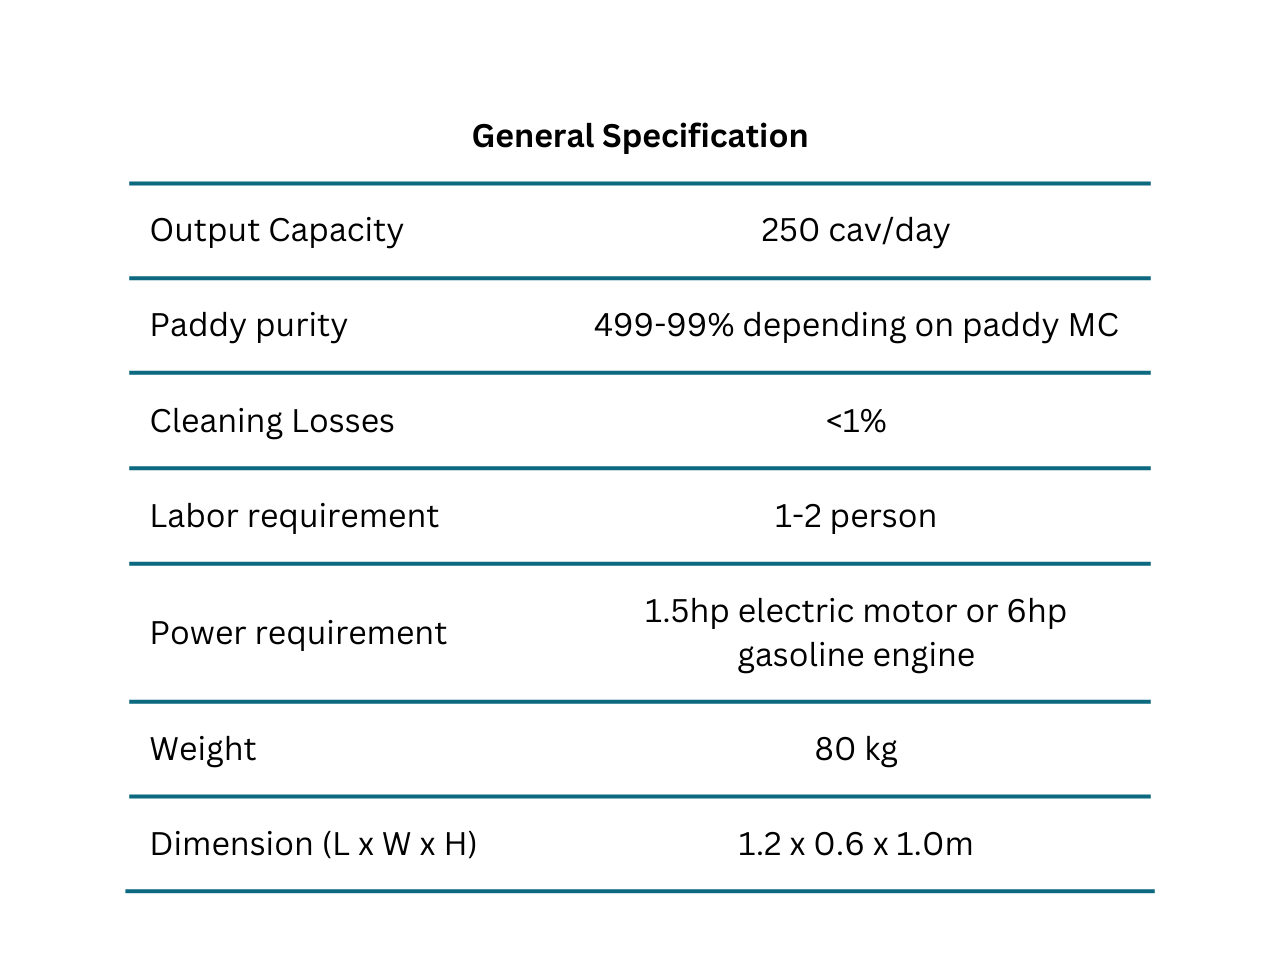 General Specification
Output Capacity 250 cav/day
Paddy purity 499-99% depending on paddy MC
Cleaning Losses <1%
Labor requirement 1-2 person
Power requirement 1.5hp electric motor or 6hp
gasoline engine
Weight 80 kg
Dimension (L x W x H) 1.2 x 0.6 x 1.0m